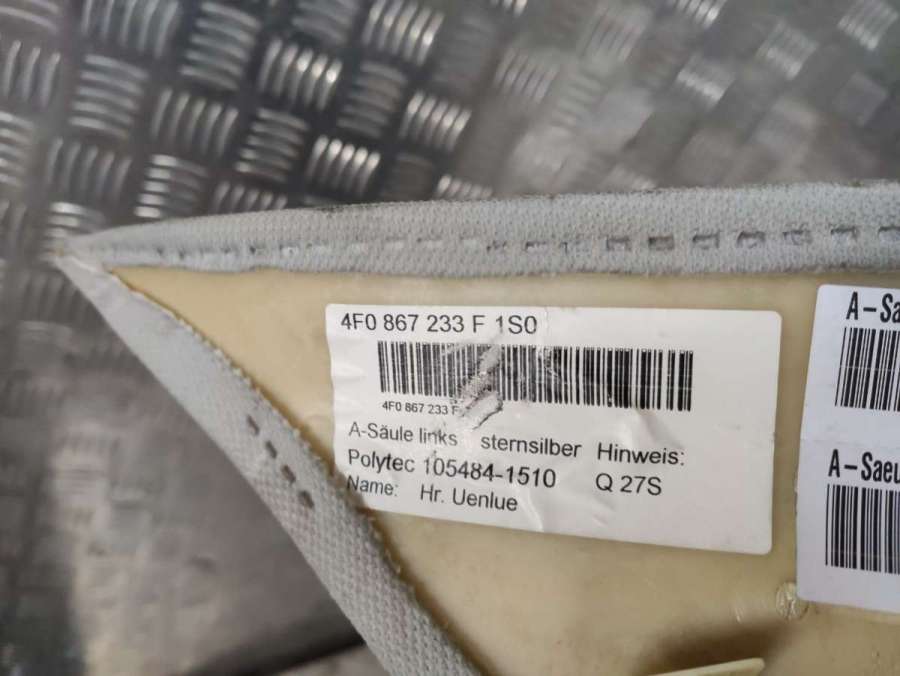 4F0 867 233 F 1S0
4F0 867 233 F
A-Säule links sternsilber Hinweis:
Polytec 105484-1510 Q 27S
Name: Hr. Uenlue
A-Sa
A-Saeu